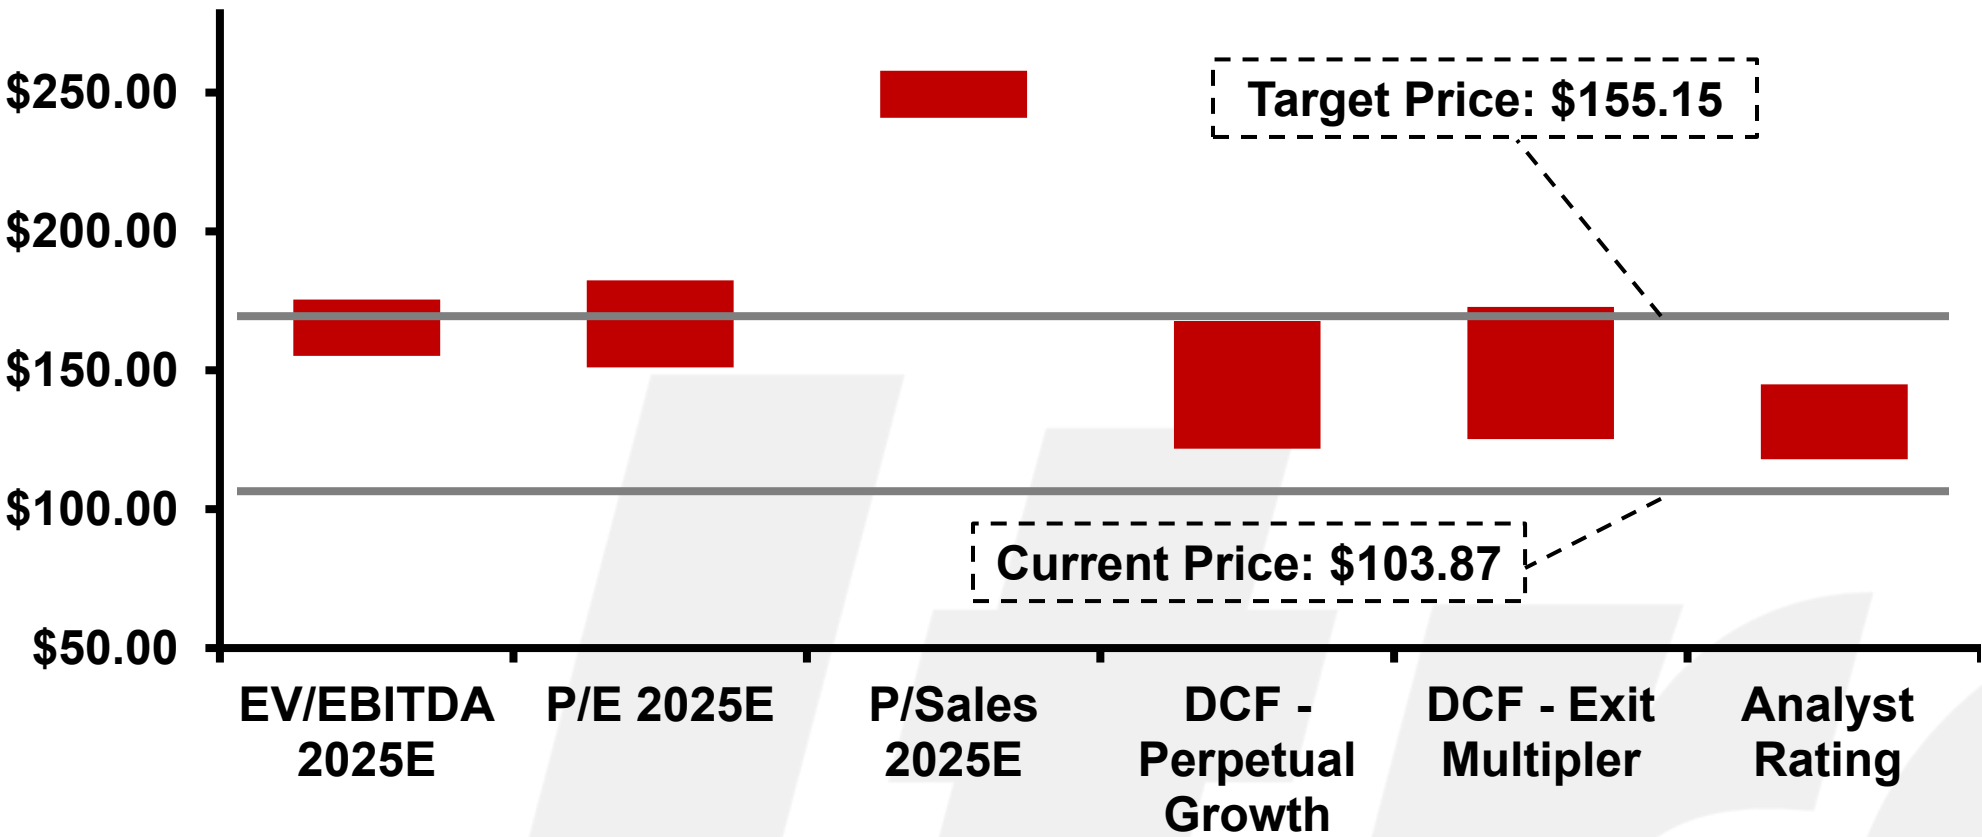 $250.00
$200.00
$150.00
$100.00
$50.00
Target Price: $155.15
Current Price: $103.87
EV/EBITDA
2025E
P/E 2025E
P/Sales
2025E
DCF -
Perpetual
Growth
DCF - Exit
Multipler
Analyst
Rating